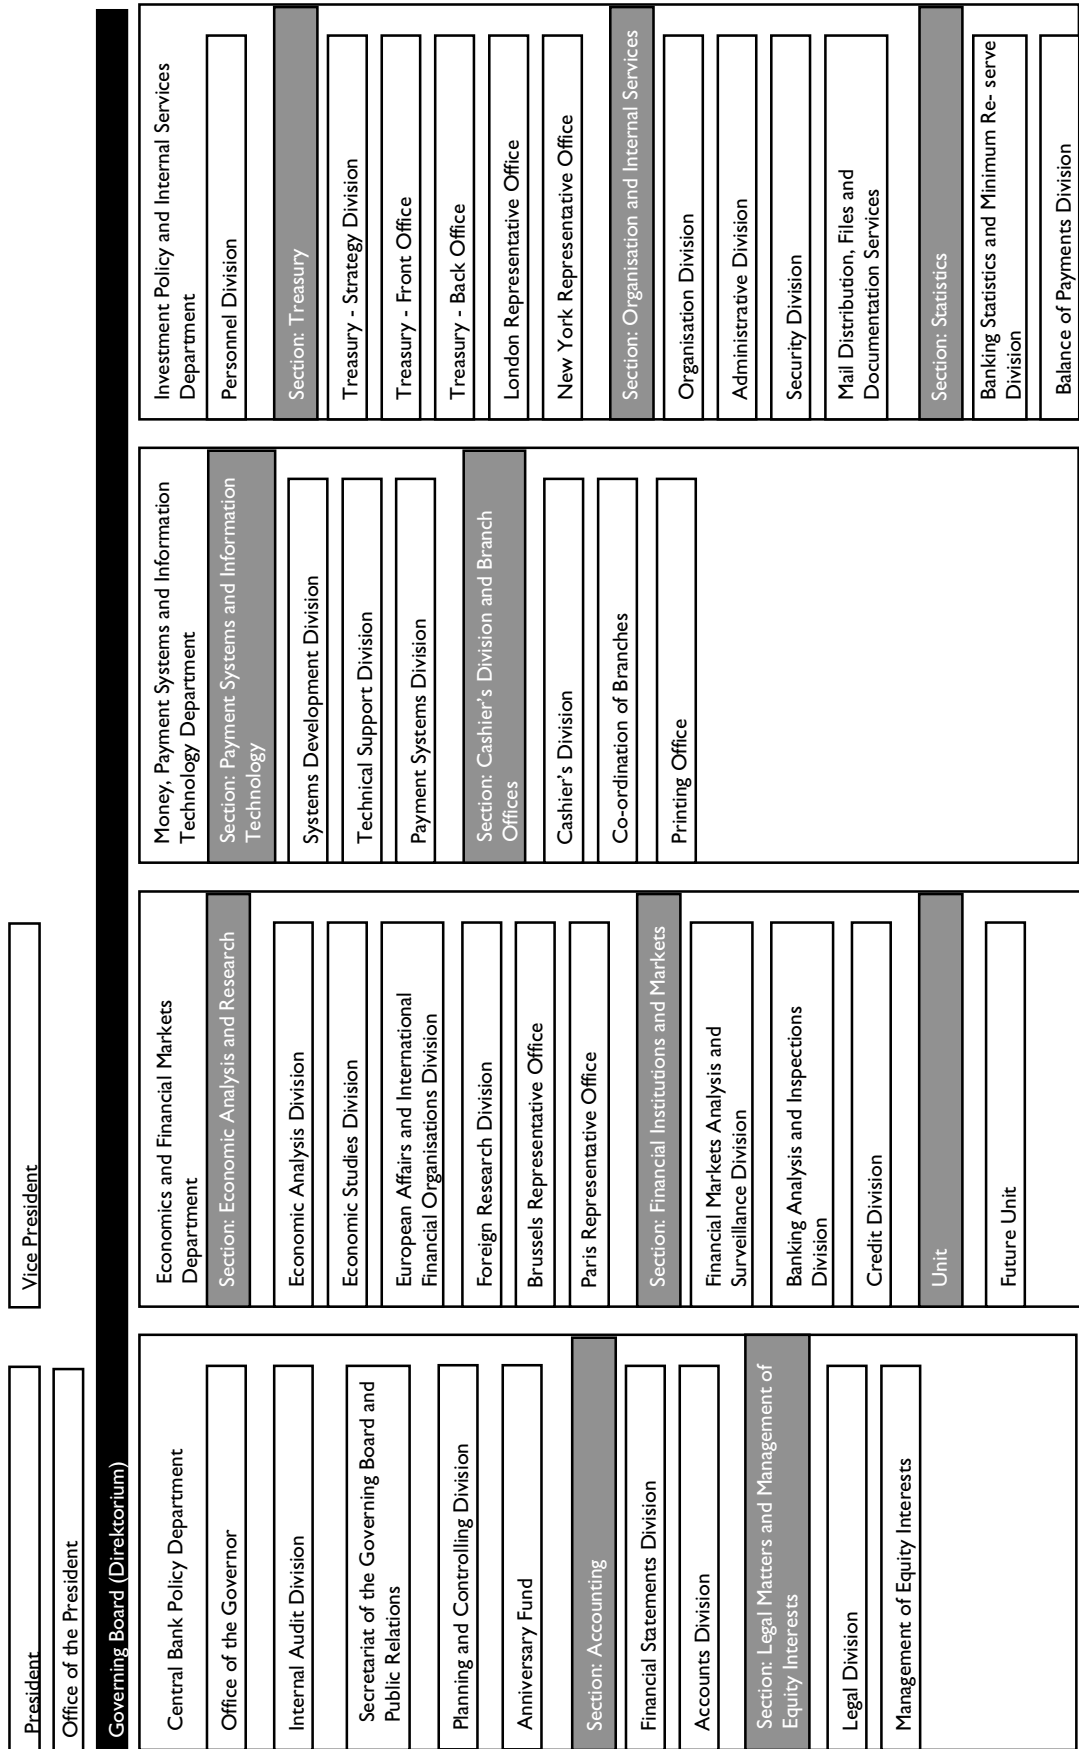 President
Vice President
Office of the President
Governing Board (Direktorium)
Central Bank Policy Department
Office of the Governor
Internal Audit Division
Secretariat of the Governing Board and
Public Relations
Planning and Controlling Division
Anniversary Fund
Section: Accounting
Financial Statements Division
Accounts Division
Section: Legal Matters and Management of
Equity Interests
Legal Division
Management of Equity Interests
Economics and Financial Markets
Department
Section: Economic Analysis and Research
Economic Analysis Division
Economic Studies Division
European Affairs and International
Financial Organisations Division
Foreign Research Division
Brussels Representative Office
Paris Representative Office
Section: Financial Institutions and Markets
Financial Markets Analysis and
Surveillance Division
Banking Analysis and Inspections
Division
Credit Division
Unit
Future Unit
Money, Payment Systems and Information
Technology Department
Section: Payment Systems and Information
Technology
Systems Development Division
Technical Support Division
Payment Systems Division
Section: Cashier's Division and Branch
Offices
Cashier's Division
Co-ordination of Branches
Printing Office
Investment Policy and Internal Services
Department
Personnel Division
Section: Treasury
Treasury - Strategy Division
Treasury - Front Office
Treasury - Back Office
London Representative Office
New York Representative Office
Section: Organisation and Internal Services
Organisation Division
Administrative Division
Security Division
Mail Distribution, Files and
Documentation Services
Section: Statistics
Banking Statistics and Minimum Re- serve
Division
Balance of Payments Division